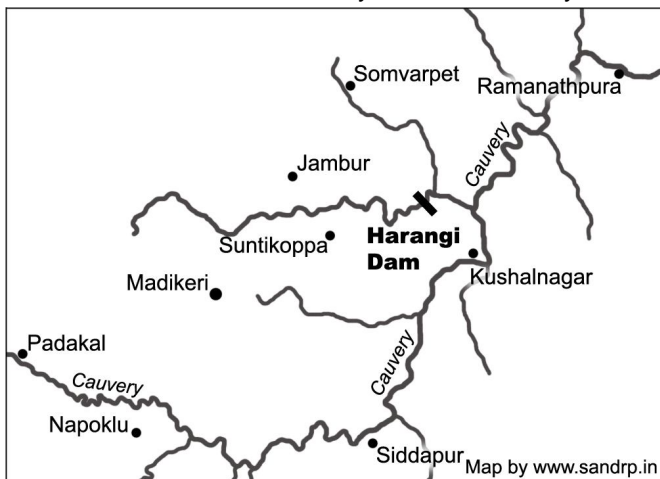 Somvarpet
Ramanathpura
Cauvery
Jambur
Suntikoppa
Harangi
Dam
Kushalnagar
Madikeri
Padakal
Cauvery
Cauvery
Napoklu
Siddapur
Map by www.sandrp.in